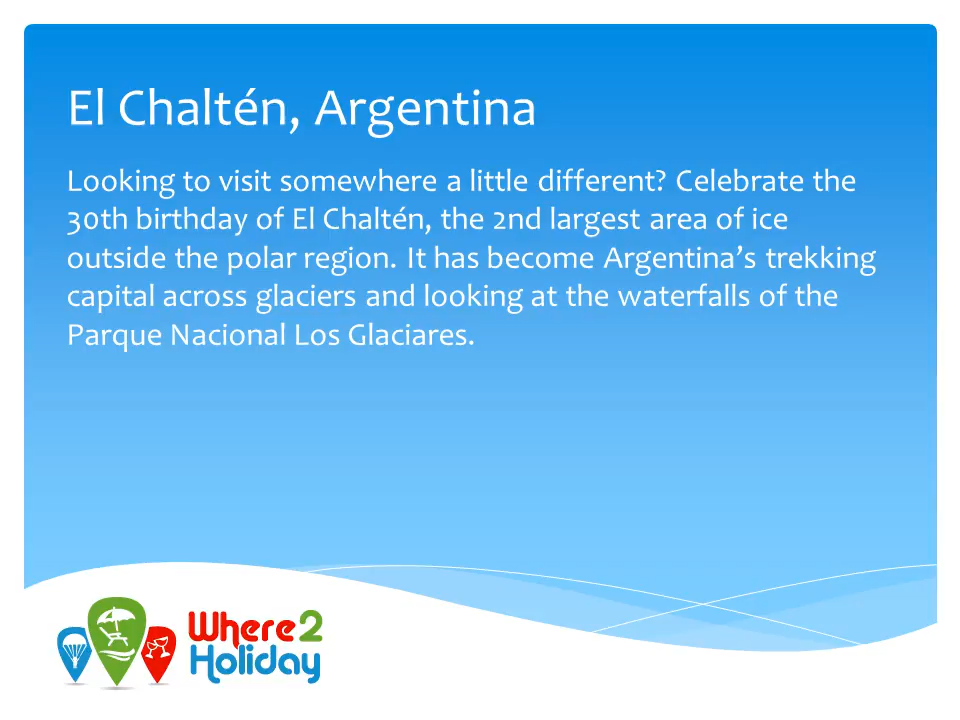 El Chaltén, Argentina
Looking to visit somewhere a little different? Celebrate the
30th birthday of El Chaltén, the 2nd largest area of ice
outside the polar region. It has become Argentina’s trekking
capital across glaciers and looking at the waterfalls of the
Parque Nacional Los Glaciares.
Where2
Holiday